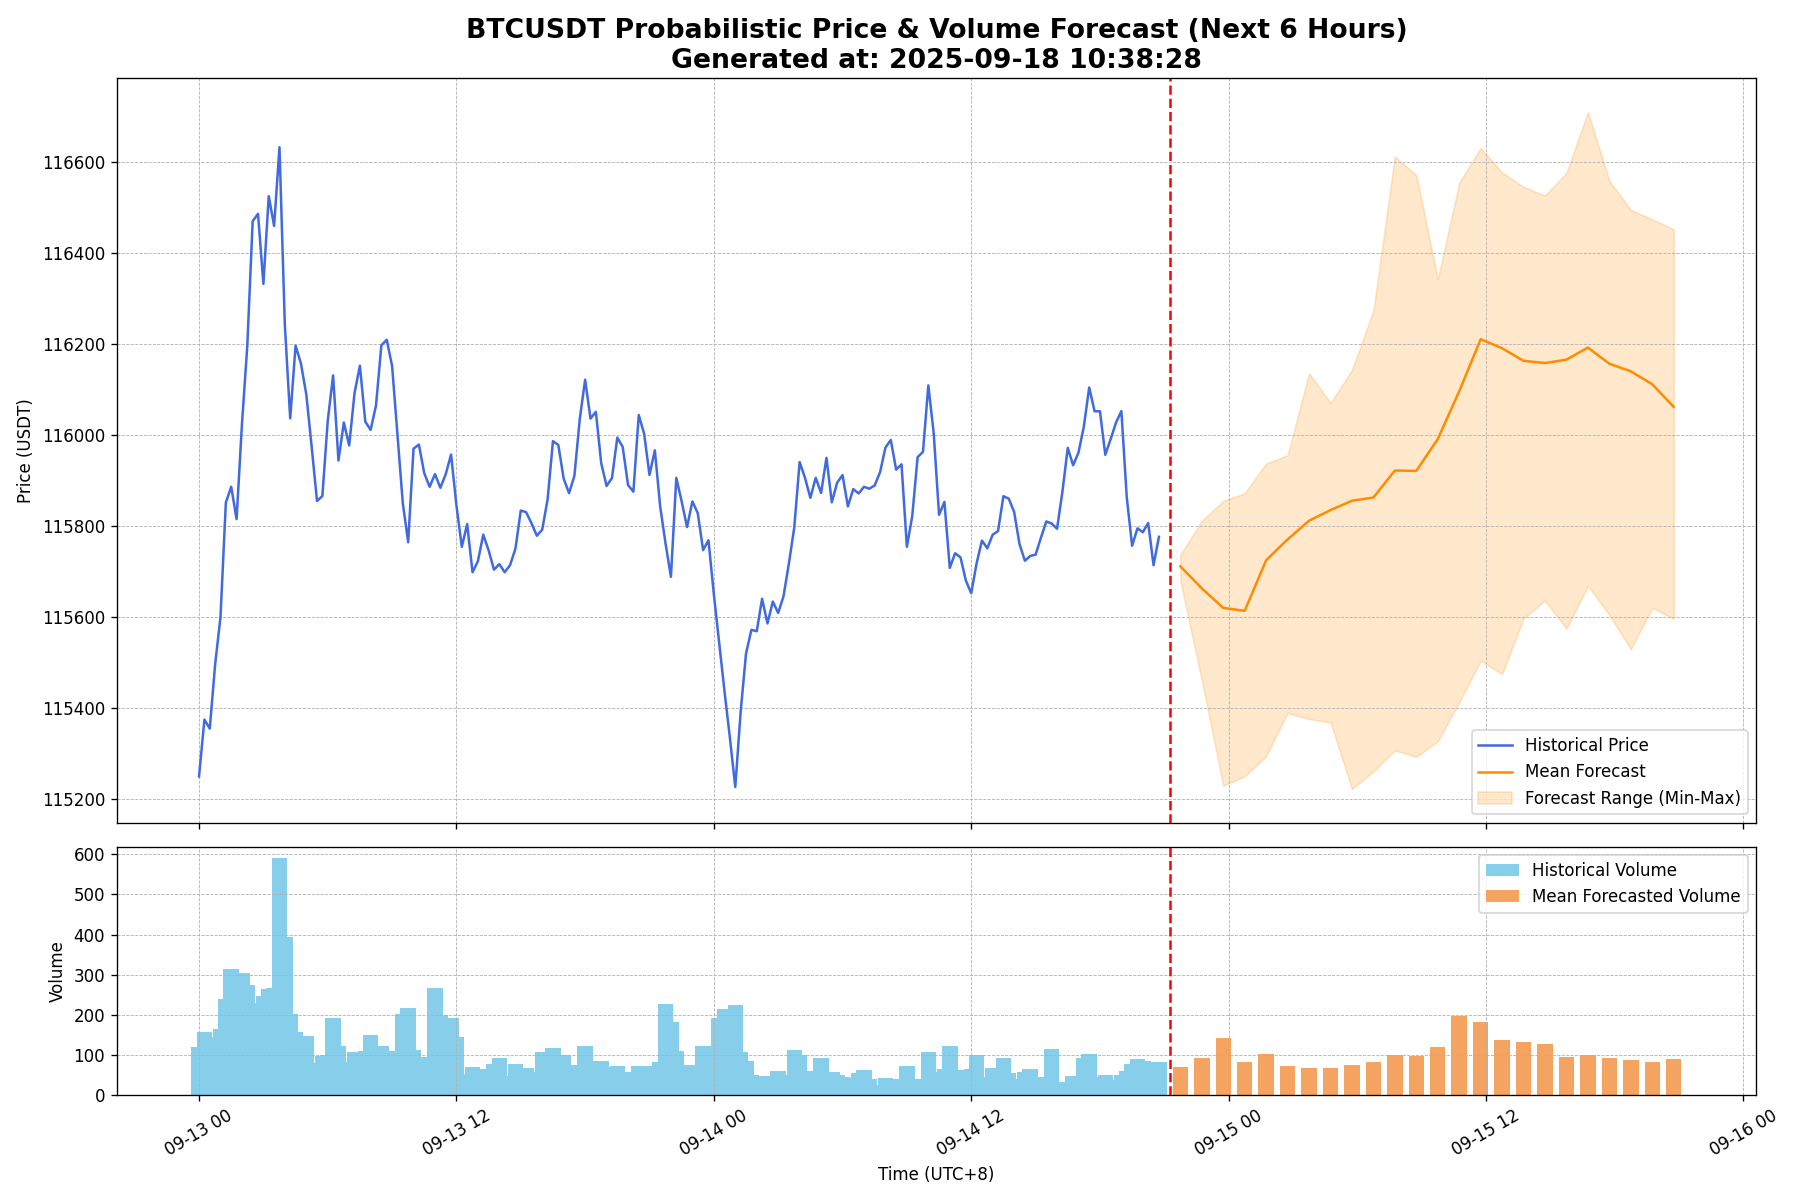 BTCUSDT Probabilistic Price & Volume Forecast (Next 6 Hours)
Generated at: 2025-09-18 10:38:28
Price (USDT)
116600
116400
116200
116000
115800
115600
115400
115200
Historical Price
Mean Forecast
Forecast Range (Min-Max)
Volume
600
500
400
300
200
100
0
Historical Volume
Mean Forecasted Volume
09-13 00
09-13 12
09-14 00
09-14 12
09-15 00
09-15 12
09-16 00
Time (UTC+8)